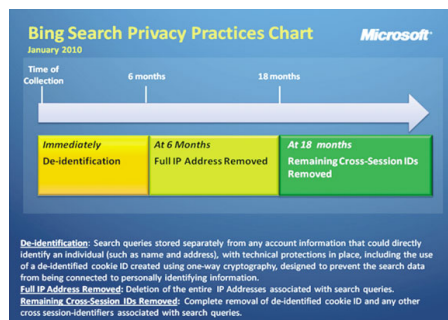 Bing Search Privacy Practices Chart
January 2010
Microsoft®
Time of
Collection
6 months
18 months
Immediately
De-identification
At 6 Months
Full IP Address Removed
At 18 months
Remaining Cross-Session IDs
Removed
De-identification: Search queries stored separately from any account information that could directly
identify an individual (such as name and address), with technical protections in place, including the use
of a de-identified cookie ID created using one-way cryptography, designed to prevent the search data
from being connected to personally identifying information.
Full IP Address Removed: Deletion of the entire IP Addresses associated with search queries.
Remaining Cross-Session IDs Removed: Complete removal of de-identified cookie ID and any other
cross session-identifiers associated with search queries.